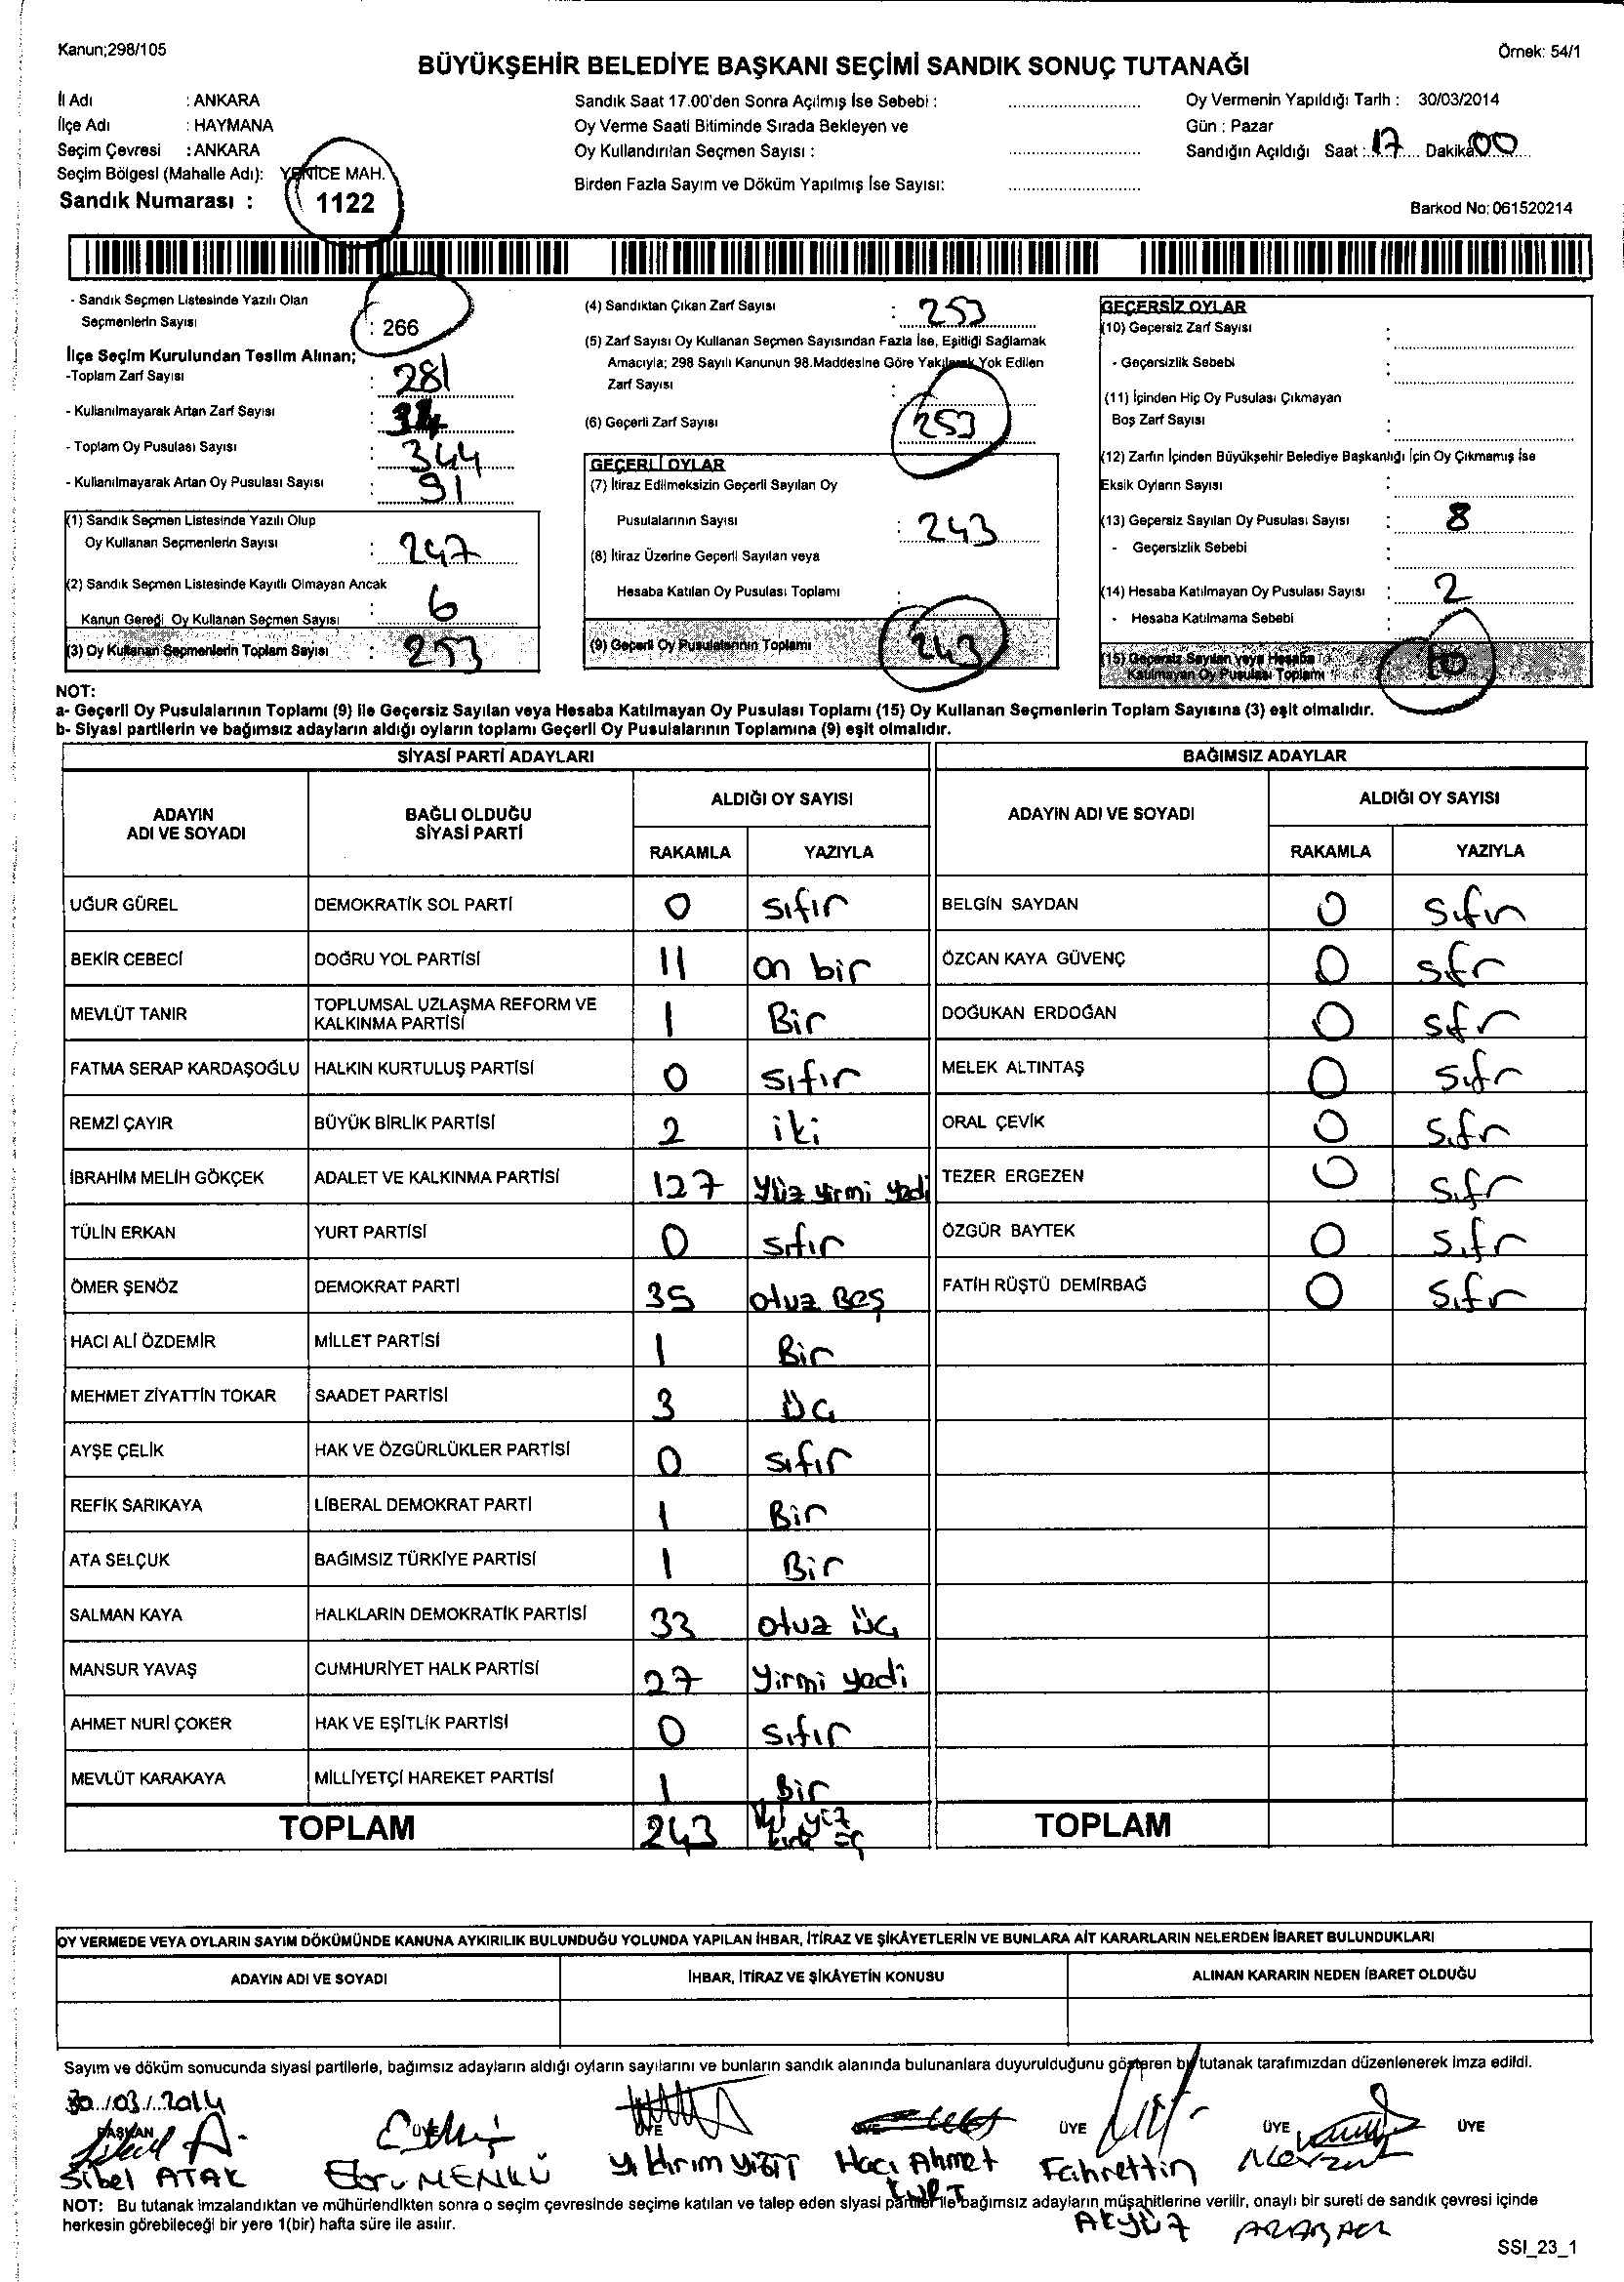 Kanun;298/105
Örnek: 54/1
BÜYÜKŞEHİR BELEDİYE BAŞKANI SEÇİMİ SANDIK SONUÇ TUTANAĞI
İl Adı : ANKARA
İlçe Adı : HAYMANA
Seçim Çevresi : ANKARA
Seçim Bölgesi (Mahalle Adı): YENİCE MAH.
Sandık Numarası : 1122
Sandık Saat 17.00'den Sonra Açılmış İse Sebebi :
Oy Verme Saati Bitiminde Sırada Bekleyen ve
Oy Kullandırılan Seçmen Sayısı :
Birden Fazla Sayım ve Döküm Yapılmış İse Sayısı:
Oy Vermenin Yapıldığı Tarih : 30/03/2014
Gün : Pazar
Sandığın Açıldığı Saat : 17 Dakika 00
Barkod No: 061520214
- Sandık Seçmen Listesinde Yazılı Olan
Seçmenlerin Sayısı : 266
İlçe Seçim Kurulundan Teslim Alınan;
-Toplam Zarf Sayısı : 281
- Kullanılmayarak Artan Zarf Sayısı :
- Toplam Oy Pusulası Sayısı : 344
- Kullanılmayarak Artan Oy Pusulası Sayısı : 91
(1) Sandık Seçmen Listesinde Yazılı Olup
Oy Kullanan Seçmenlerin Sayısı : 247
(2) Sandık Seçmen Listesinde Kayıtlı Olmayan Ancak
Kanun Gereği Oy Kullanan Seçmen Sayısı : 6
(3) Oy Kullanan Seçmenlerin Toplam Sayısı : 253
(4) Sandıktan Çıkan Zarf Sayısı : 253
(5) Zarf Sayısı Oy Kullanan Seçmen Sayısından Fazla İse, Eşitliği Sağlamak
Amacıyla; 298 Sayılı Kanunun 98.Maddesine Göre Yakılarak Yok Edilen
Zarf Sayısı :
(6) Geçerli Zarf Sayısı : 253
GEÇERLİ OYLAR
(7) İtiraz Edilmeksizin Geçerli Sayılan Oy
Pusulalarının Sayısı : 243
(8) İtiraz Üzerine Geçerli Sayılan veya
Hesaba Katılan Oy Pusulası Toplamı :
(9) Geçerli Oy Pusulalarının Toplamı : 243
GEÇERSİZ OYLAR
(10) Geçersiz Zarf Sayısı :
- Geçersizlik Sebebi :
(11) İçinden Hiç Oy Pusulası Çıkmayan
Boş Zarf Sayısı :
(12) Zarfın İçinden Büyükşehir Belediye Başkanlığı İçin Oy Çıkmamış ise
Eksik Oyların Sayısı :
(13) Geçersiz Sayılan Oy Pusulası Sayısı : 8
- Geçersizlik Sebebi :
(14) Hesaba Katılmayan Oy Pusulası Sayısı : 2
- Hesaba Katılmama Sebebi :
(15) Geçersiz Sayılan veya Hesaba
Katılmayan Oy Pusulası Toplamı : 10
NOT:
a- Geçerli Oy Pusulalarının Toplamı (9) ile Geçersiz Sayılan veya Hesaba Katılmayan Oy Pusulası Toplamı (15) Oy Kullanan Seçmenlerin Toplam Sayısına (3) eşit olmalıdır.
b- Siyasi partilerin ve bağımsız adayların aldığı oyların toplamı Geçerli Oy Pusulalarının Toplamına (9) eşit olmalıdır.
SİYASİ PARTİ ADAYLARI BAĞIMSIZ ADAYLAR
ADAYIN ADI VE SOYADI BAĞLI OLDUĞU SİYASİ PARTİ ALDIĞI OY SAYISI ADAYIN ADI VE SOYADI ALDIĞI OY SAYISI
RAKAMLA YAZIYLA RAKAMLA YAZIYLA
UĞUR GÜREL DEMOKRATİK SOL PARTİ 0 sıfır BELGİN SAYDAN 0 sıfır
BEKİR CEBECİ DOĞRU YOL PARTİSİ 11 on bir ÖZCAN KAYA GÜVENÇ 0 sfr
MEVLÜT TANIR TOPLUMSAL UZLAŞMA REFORM VE KALKINMA PARTİSİ 1 Bir DOĞUKAN ERDOĞAN 0 sfr
FATMA SERAP KARDAŞOĞLU HALKIN KURTULUŞ PARTİSİ 0 sıfır MELEK ALTINTAŞ 0 sıfr
REMZİ ÇAYIR BÜYÜK BİRLİK PARTİSİ 2 iki ORAL ÇEVİK 0 sıfr
İBRAHİM MELİH GÖKÇEK ADALET VE KALKINMA PARTİSİ 127 yüz yirmi yedi TEZER ERGEZEN 0 sıfr
TÜLİN ERKAN YURT PARTİSİ 0 sıfır ÖZGÜR BAYTEK 0 sıfr
ÖMER ŞENÖZ DEMOKRAT PARTİ 35 otuz Beş FATİH RÜŞTÜ DEMİRBAĞ 0 sıfr
HACI ALİ ÖZDEMİR MİLLET PARTİSİ 1 Bir
MEHMET ZİYATTİN TOKAR SAADET PARTİSİ 3 üç
AYŞE ÇELİK HAK VE ÖZGÜRLÜKLER PARTİSİ 0 sıfır
REFİK SARIKAYA LİBERAL DEMOKRAT PARTİ 1 Bir
ATA SELÇUK BAĞIMSIZ TÜRKİYE PARTİSİ 1 Bir
SALMAN KAYA HALKLARIN DEMOKRATİK PARTİSİ 33 otuz üç
MANSUR YAVAŞ CUMHURİYET HALK PARTİSİ 27 yirmi yedi
AHMET NURİ ÇOKER HAK VE EŞİTLİK PARTİSİ 0 sıfır
MEVLÜT KARAKAYA MİLLİYETÇİ HAREKET PARTİSİ 1 Bir
TOPLAM 243 iki yüz kırk üç TOPLAM
OY VERMEDE VEYA OYLARIN SAYIM DÖKÜMÜNDE KANUNA AYKIRILIK BULUNDUĞU YOLUNDA YAPILAN İHBAR, İTİRAZ VE ŞİKÂYETLERİN VE BUNLARA AİT KARARLARIN NELERDEN İBARET BULUNDUKLARI
ADAYIN ADI VE SOYADI İHBAR, İTİRAZ VE ŞİKÂYETİN KONUSU ALINAN KARARIN NEDEN İBARET OLDUĞU
Sayım ve döküm sonucunda siyasi partilerle, bağımsız adayların aldığı oyların sayılarını ve bunların sandık alanında bulunanlara duyurulduğunu gösteren bu tutanak tarafımızdan düzenlenerek imza edildi.
30/03/2014
BAŞKAN ÜYE ÜYE ÜYE ÜYE ÜYE ÜYE
Sibel ATAK Ebru MENKÜ Yıldırım YİĞİT Hacı Ahmet KURT Fahrettin AKYÜZ
NOT: Bu tutanak imzalandıktan ve mühürlendikten sonra o seçim çevresinde seçime katılan ve talep eden siyasi partiler ile bağımsız adayların müşahitlerine verilir, onaylı bir sureti de sandık çevresi içinde
herkesin görebileceği bir yere 1(bir) hafta süre ile asılır.
SSI_23_1